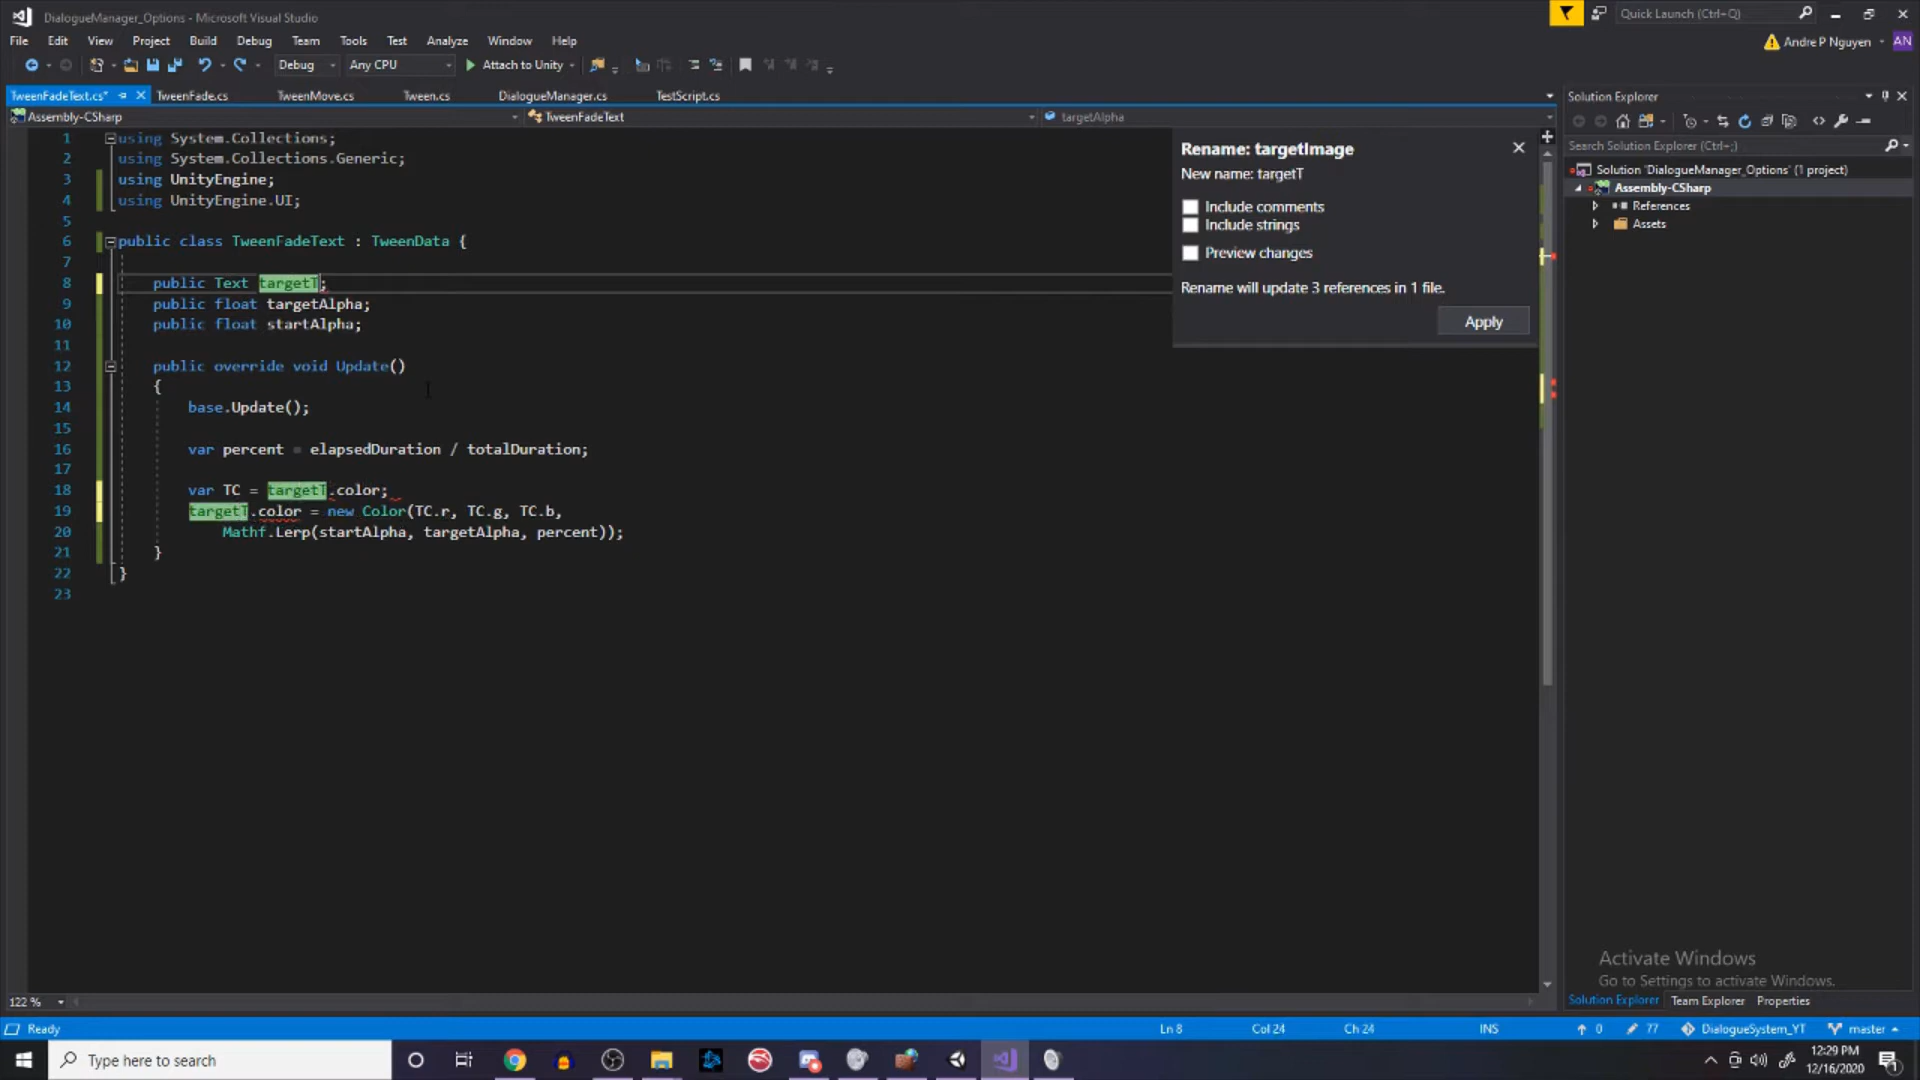 DialogueManager_Options - Microsoft Visual Studio
Quick Launch (Ctrl+Q)
File Edit View Project Build Debug Team Tools Test Analyze Window Help
Andre P Nguyen AN
Debug Any CPU Attach to Unity
TweenFadeText.cs* TweenFade.cs TweenMove.cs Tween.cs DialogueManager.cs TestScript.cs
Assembly-CSharp TweenFadeText targetAlpha
1 using System.Collections;
2 using System.Collections.Generic;
3 using UnityEngine;
4 using UnityEngine.UI;
5
6 public class TweenFadeText : TweenData {
7
8 public Text targetT;
9 public float targetAlpha;
10 public float startAlpha;
11
12 public override void Update()
13 {
14 base.Update();
15
16 var percent = elapsedDuration / totalDuration;
17
18 var TC = targetT.color;
19 targetT.color = new Color(TC.r, TC.g, TC.b,
20 Mathf.Lerp(startAlpha, targetAlpha, percent));
21 }
22 }
23
Rename: targetImage
New name: targetT
Include comments
Include strings
Preview changes
Rename will update 3 references in 1 file.
Apply
Solution Explorer
Search Solution Explorer (Ctrl+;)
Solution 'DialogueManager_Options' (1 project)
Assembly-CSharp
References
Assets
Activate Windows
Go to Settings to activate Windows.
122 %
Solution Explorer Team Explorer Properties
Ready Ln 8 Col 24 Ch 24 INS 0 77 DialogueSystem_YT master
Type here to search
12:29 PM
12/16/2020
1